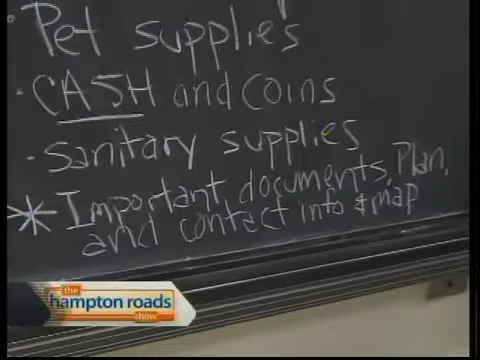 • Pet supplies
• CASH and coins
• Sanitary supplies
* Important documents, Plan,
and contact info & map
the
hampton roads
show